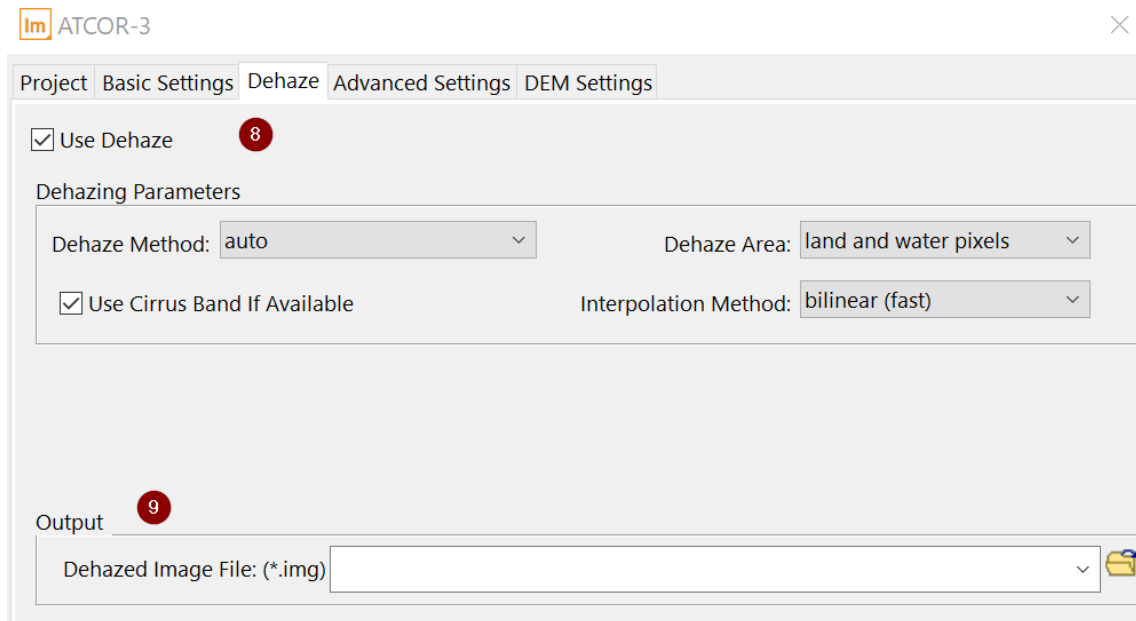 Im ATCOR-3
Project Basic Settings Dehaze Advanced Settings DEM Settings
Use Dehaze 8
Dehazing Parameters
Dehaze Method: auto Dehaze Area: land and water pixels
Use Cirrus Band If Available Interpolation Method: bilinear (fast)
9
Output
Dehazed Image File: (*.img)